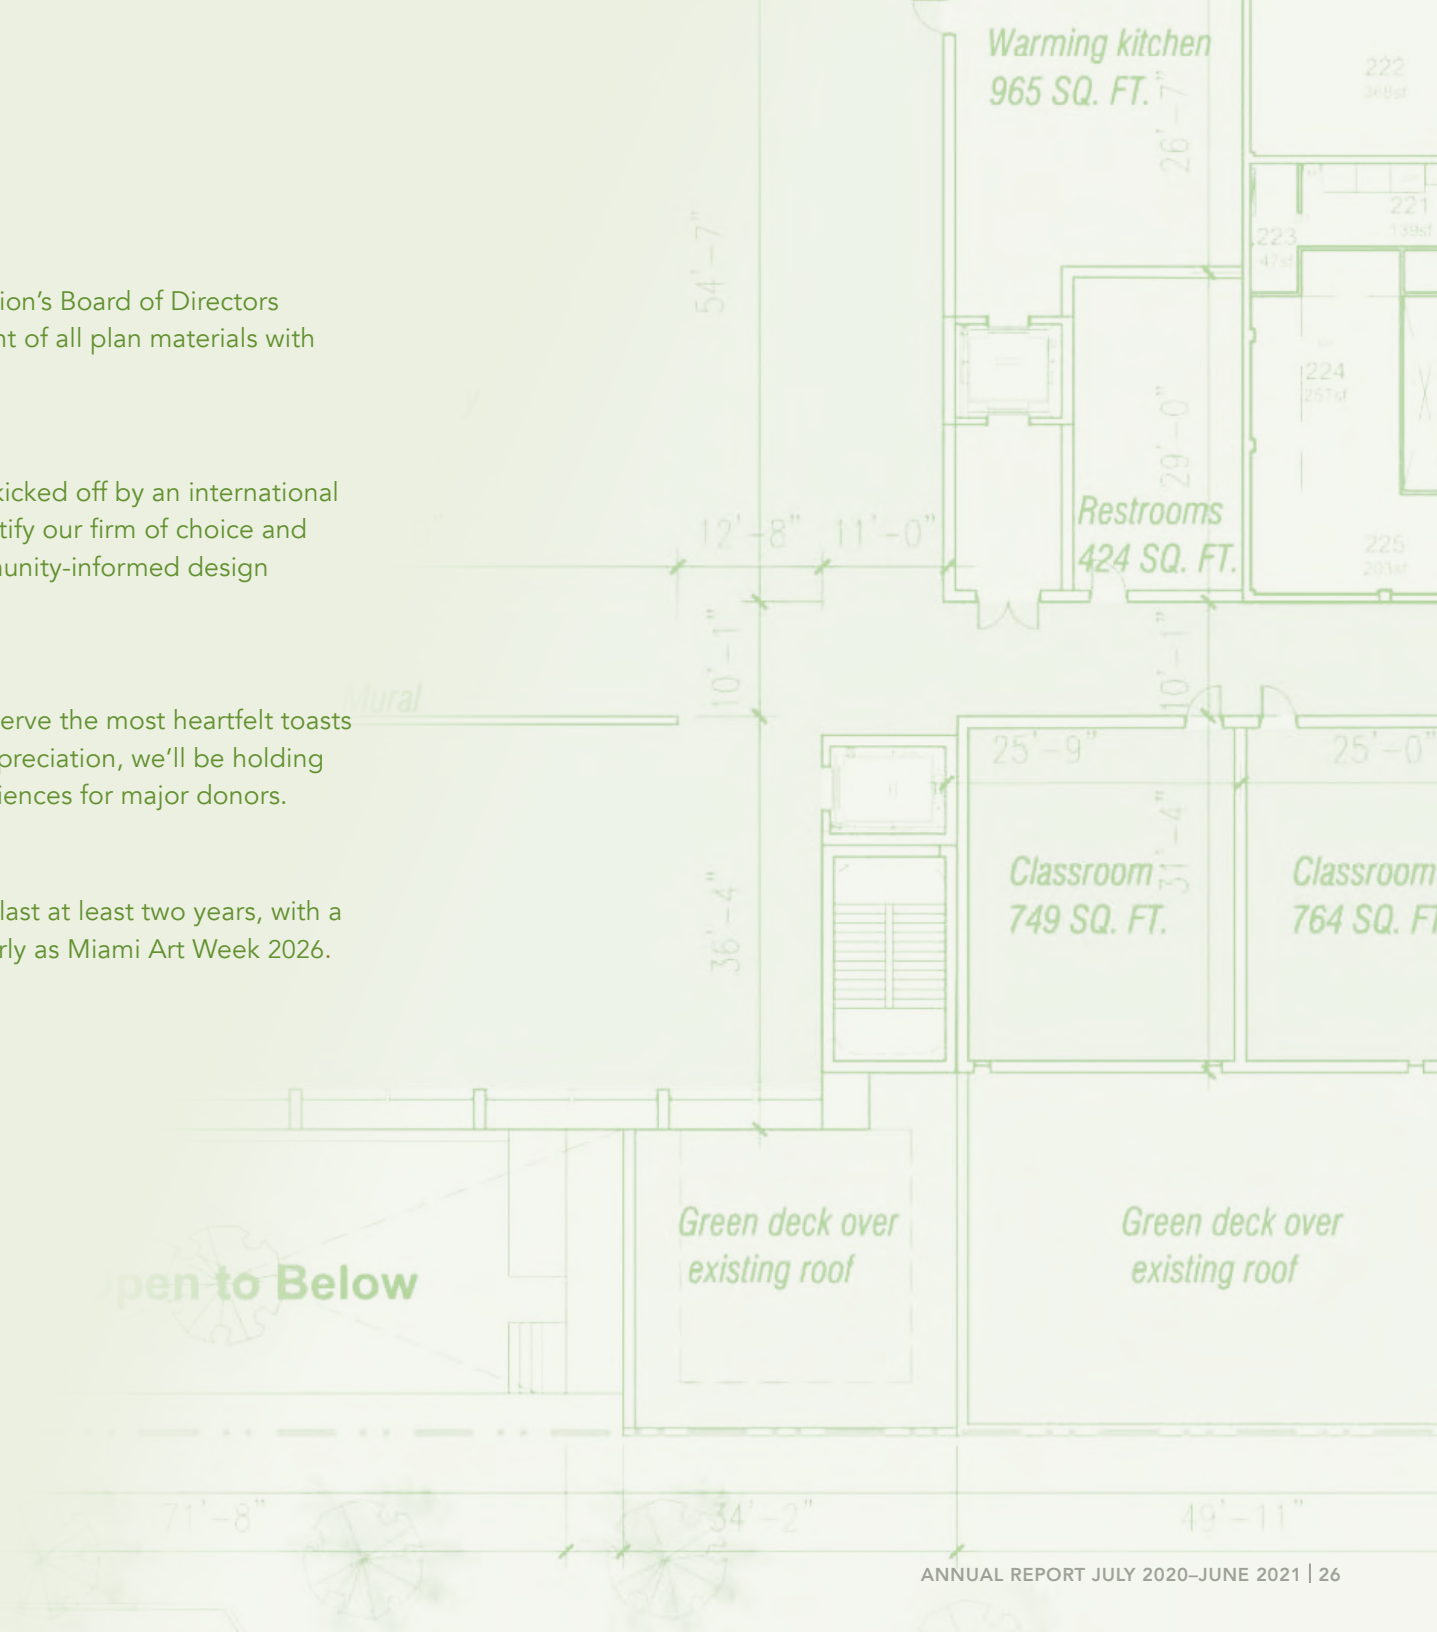 ion’s Board of Directors
nt of all plan materials with
kicked off by an international
tify our firm of choice and
unity-informed design
erve the most heartfelt toasts
preciation, we’ll be holding
iences for major donors.
last at least two years, with a
rly as Miami Art Week 2026.
Warming kitchen
965 SQ. FT.
26'-7"
222
368sf
221
139sf
223
47sf
54'-7"
224
267sf
29'-0"
Restrooms
424 SQ. FT.
225
203sf
12'-8"
11'-0"
10'-1"
10'-1"
Mural
25'-9"
25'-0"
31'-4"
36'-4"
Classroom
749 SQ. FT.
Classroom
764 SQ. FT
Green deck over
existing roof
Green deck over
existing roof
pen to Below
71'-8"
34'-2"
49'-11"
ANNUAL REPORT JULY 2020–JUNE 2021 | 26